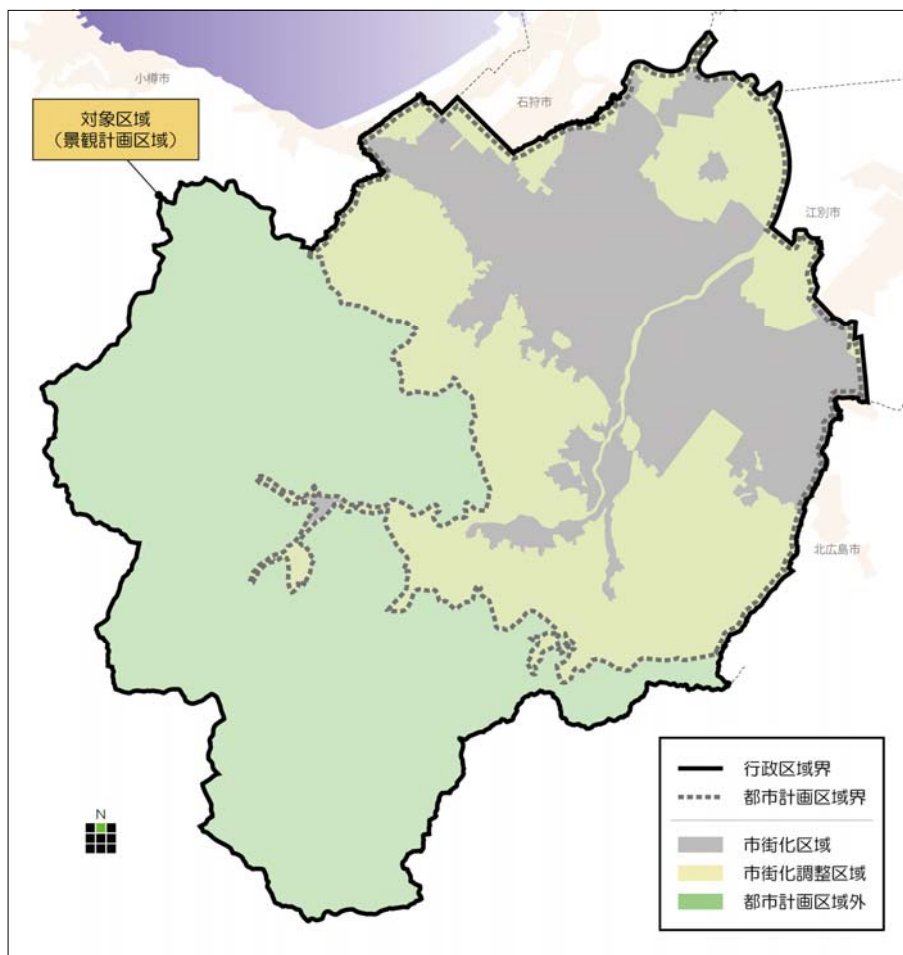 小樽市
石狩市
対象区域
(景観計画区域)
江別市
北広島市
行政区域界
都市計画区域界
N
市街化区域
市街化調整区域
都市計画区域外